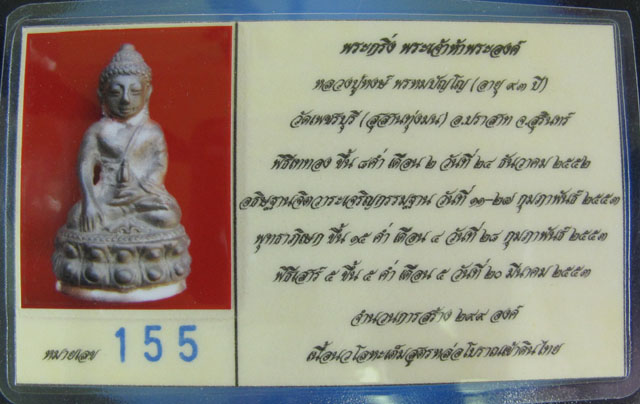 พระกริ่ง พระเจ้าห้าพระองค์
หลวงปู่หงษ์ พรหมปัญโญ (อายุ ๙๓ ปี)
วัดเพชรบุรี (สุสานทุ่งมน) อ.ปราสาท จ.สุรินทร์
พิธีเททอง ขึ้น ๘ค่ำ เดือน ๒ วันที่ ๒๔ ธันวาคม ๒๕๕๒
อธิษฐานจิตวาระเจริญกรรมฐาน วันที่ ๑๑-๒๗ กุมภาพันธ์ ๒๕๕๓
พุทธาภิเษก ขึ้น ๑๕ ค่ำ เดือน ๔ วันที่ ๒๘ กุมภาพันธ์ ๒๕๕๓
พิธีเสาร์ ๕ ขึ้น ๕ ค่ำ เดือน ๕ วันที่ ๒๐ มีนาคม ๒๕๕๓
จำนวนการสร้าง ๒๙๙ องค์
เนื้อนวโลหะเต็มสูตรหล่อโบราณเข้าดินไทย
หมายเลข 155